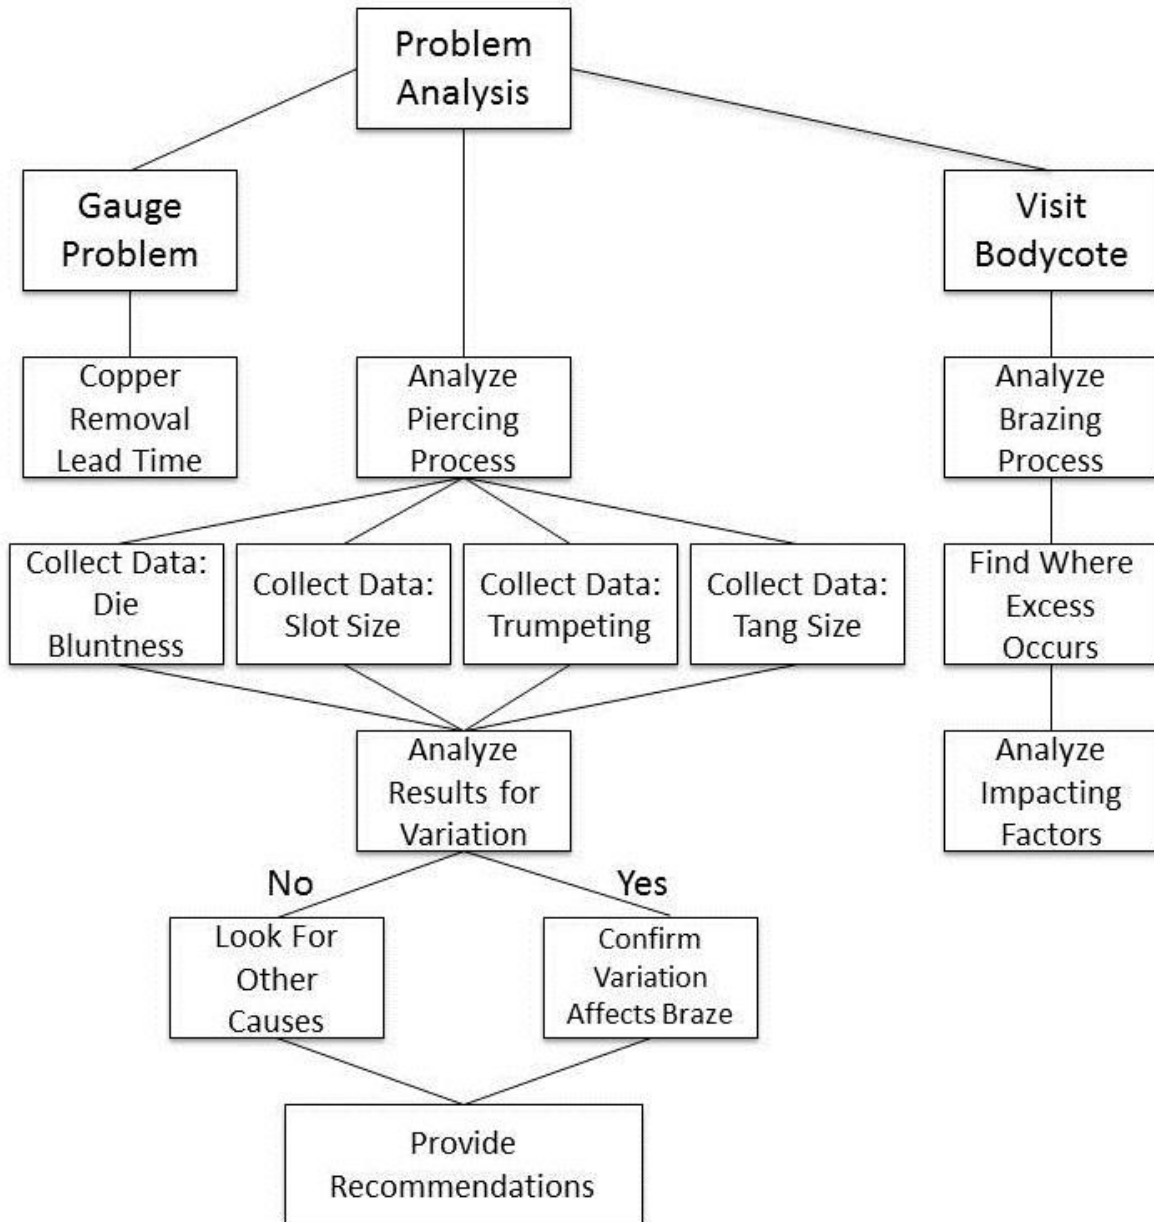 Problem
Analysis
Gauge
Problem
Visit
Bodycote
Copper
Removal
Lead Time
Analyze
Piercing
Process
Analyze
Brazing
Process
Collect Data:
Die
Bluntness
Collect Data:
Slot Size
Collect Data:
Trumpeting
Collect Data:
Tang Size
Find Where
Excess
Occurs
Analyze
Results for
Variation
Analyze
Impacting
Factors
No
Yes
Look For
Other
Causes
Confirm
Variation
Affects Braze
Provide
Recommendations